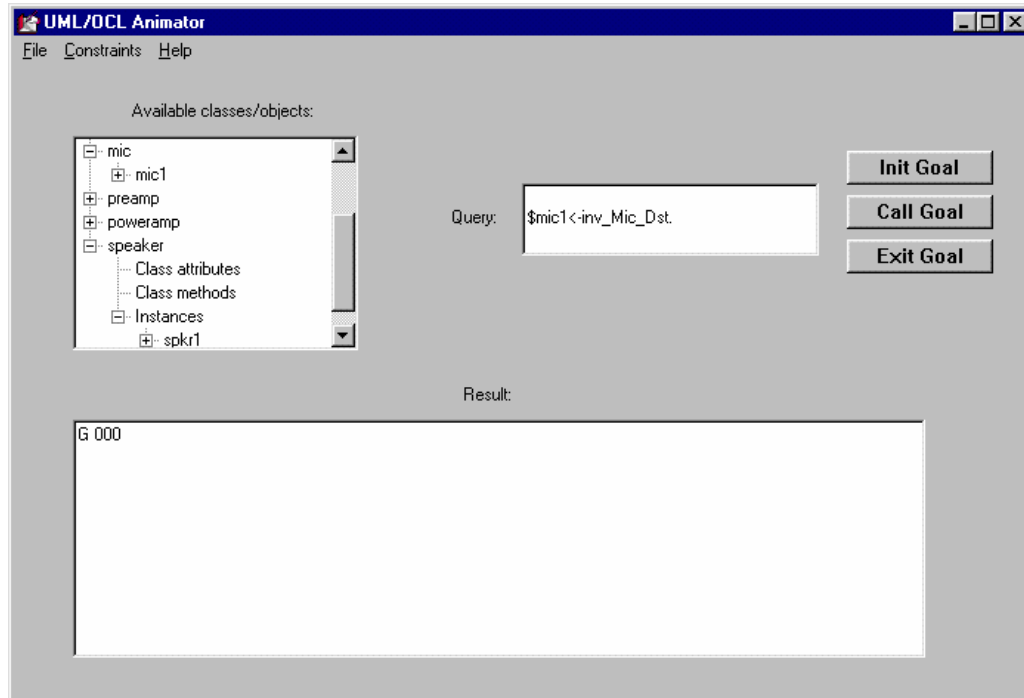 UML/OCL Animator
File Constraints Help
Available classes/objects:
mic
mic1
preamp
poweramp
speaker
Class attributes
Class methods
Instances
spkr1
Query:
$mic1<-inv_Mic_Dst.
Init Goal
Call Goal
Exit Goal
Result:
G 000